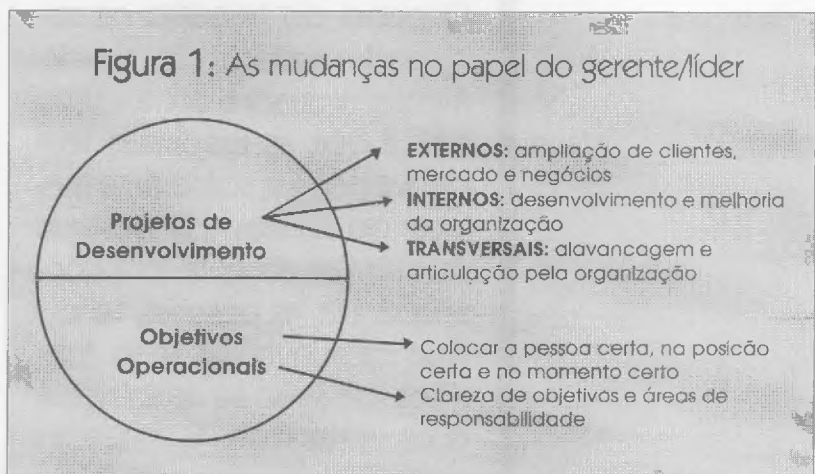 Figura 1: As mudanças no papel do gerente/líder
Projetos de
Desenvolvimento
EXTERNOS: ampliação de clientes,
mercado e negócios
INTERNOS: desenvolvimento e melhoria
da organização
TRANSVERSAIS: alavancagem e
articulação pela organização
Objetivos
Operacionais
Colocar a pessoa certa, na posição
certa e no momento certo
Clareza de objetivos e áreas de
responsabilidade